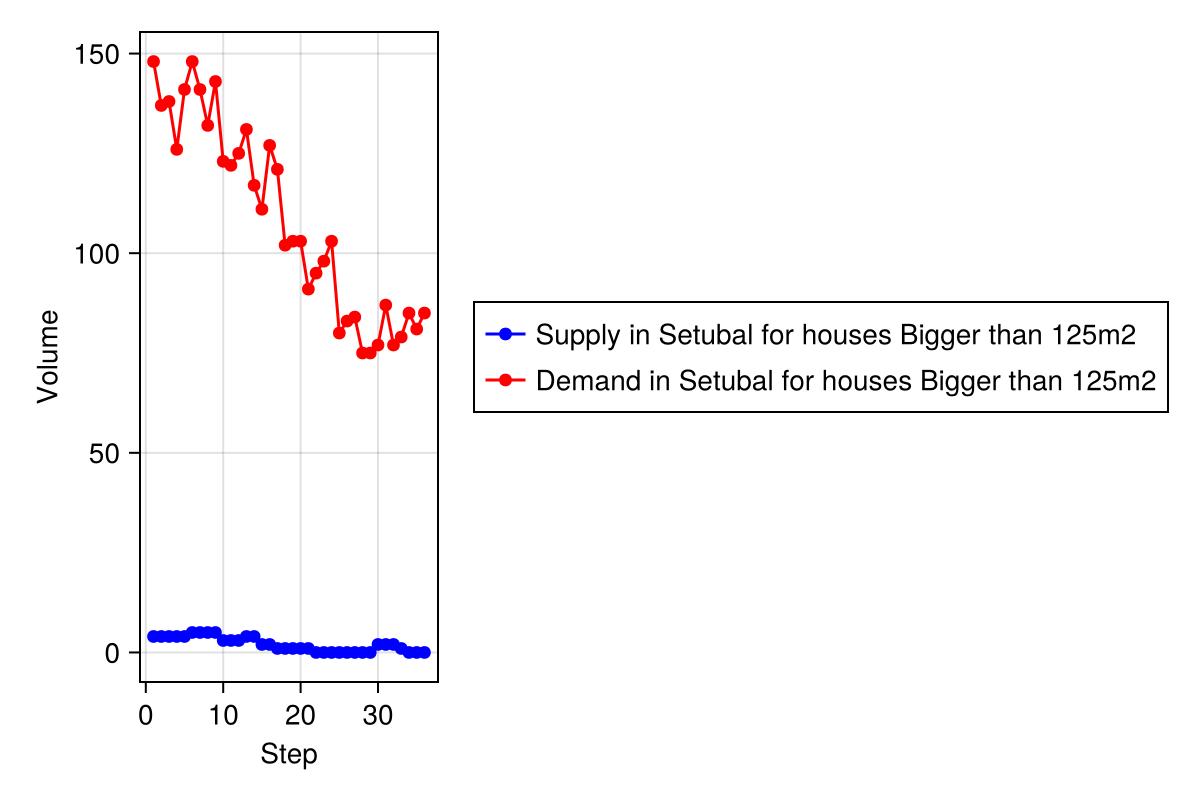 150
100
50
0
Volume
0 10 20 30
Step
Supply in Setubal for houses Bigger than 125m2
Demand in Setubal for houses Bigger than 125m2